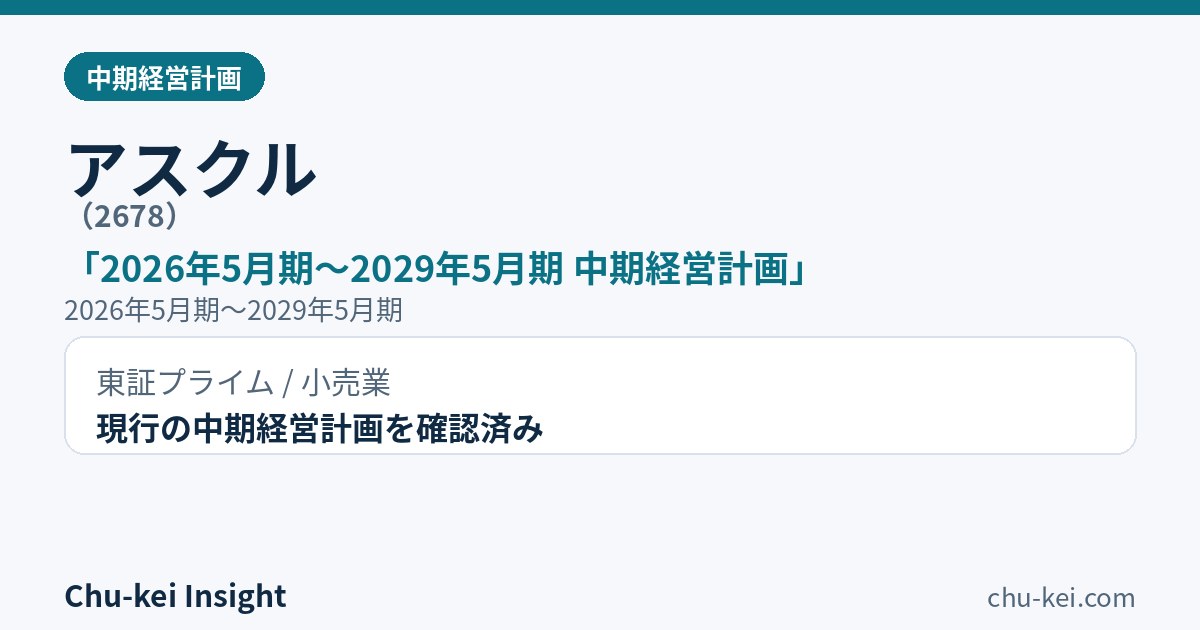 中期経営計画
アスクル
（2678）
「2026年5月期～2029年5月期 中期経営計画」
2026年5月期～2029年5月期
東証プライム / 小売業
現行の中期経営計画を確認済み
Chu-kei Insight
chu-kei.com